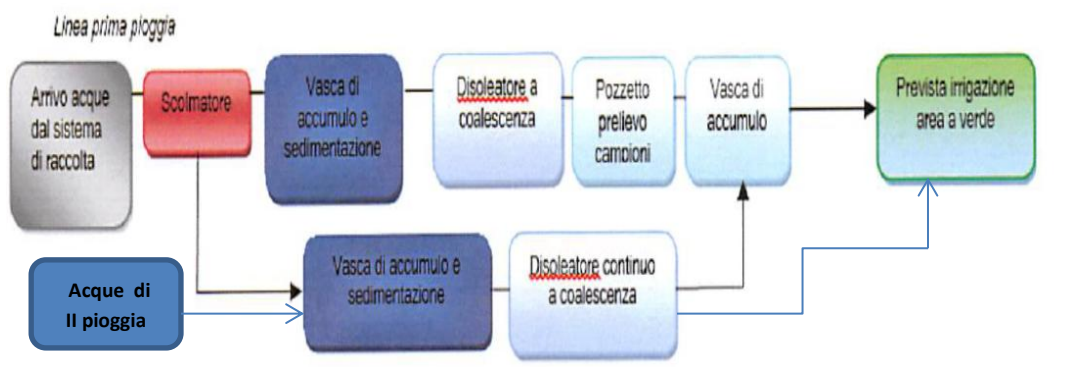 Linea prima pioggia
Arrivo acque
dal sistema
di raccolta
Scolmatore
Vasca di
accumulo e
sedimentazione
Disoleatore a
coalescenza
Pozzetto
prelievo
campioni
Vasca di
accumulo
Prevista irrigazione
area a verde
Acque di
II pioggia
Vasca di accumulo e
sedimentazione
Disoleatore continuo
a coalescenza